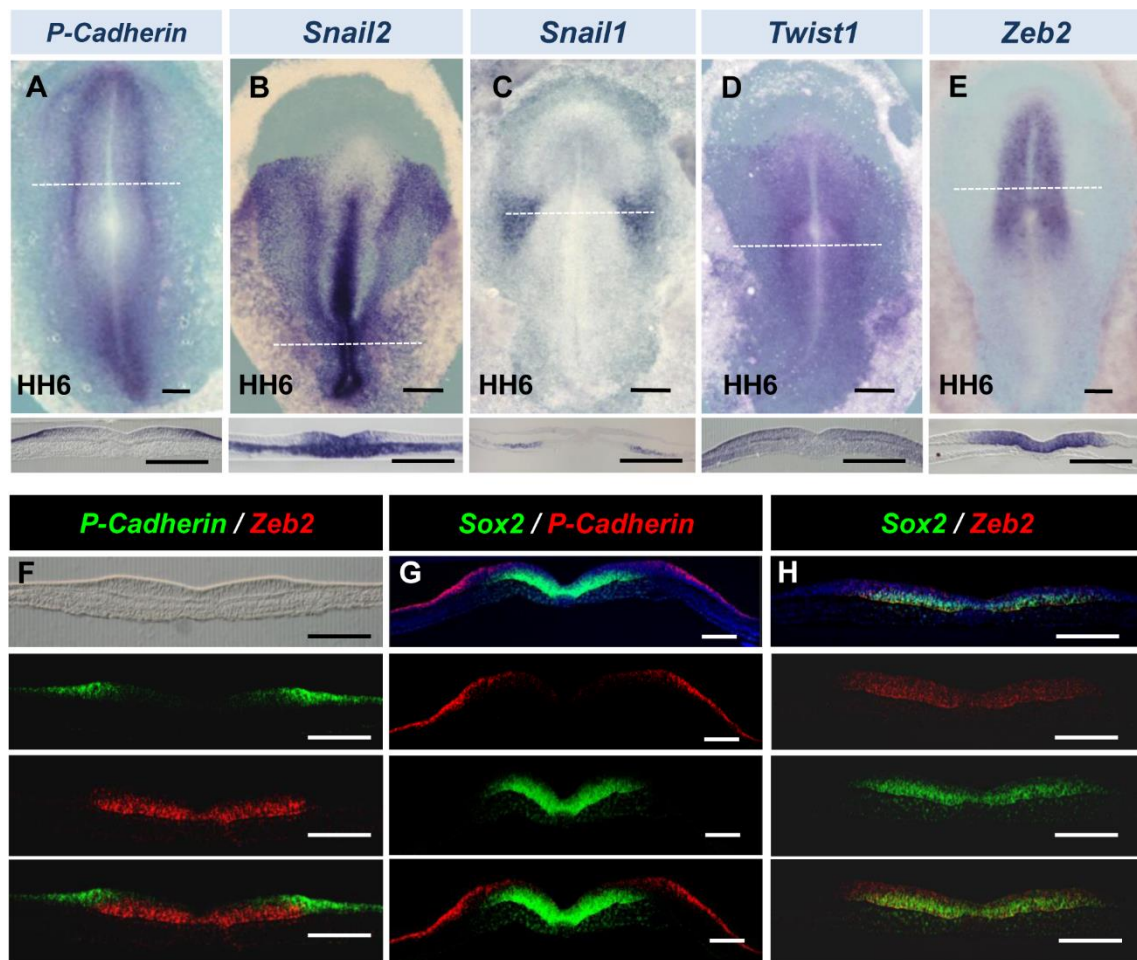 P-Cadherin Snail2 Snail1 Twist1 Zeb2
A B C D E
HH6 HH6 HH6 HH6 HH6
P-Cadherin / Zeb2 Sox2 / P-Cadherin Sox2 / Zeb2
F G H